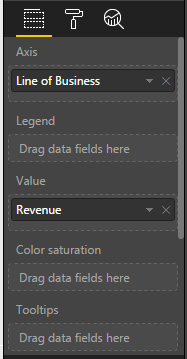 Axis
Line of Business
Legend
Drag data fields here
Value
Revenue
Color saturation
Drag data fields here
Tooltips
Drag data fields here